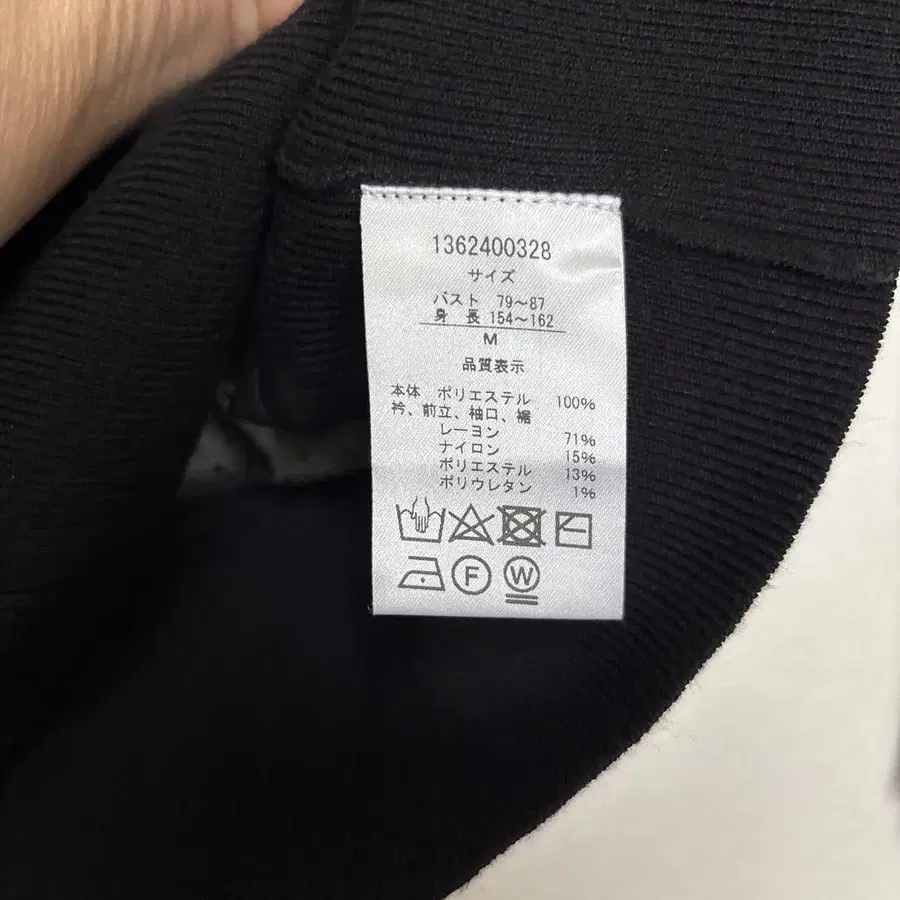 1362400328
サイズ
バスト 79〜87
身 長 154〜162
M
品質表示
本体 ポリエステル 100%
衿、前立、袖口、裾
レーヨン 71%
ナイロン 15%
ポリエステル 13%
ポリウレタン 1%
F W